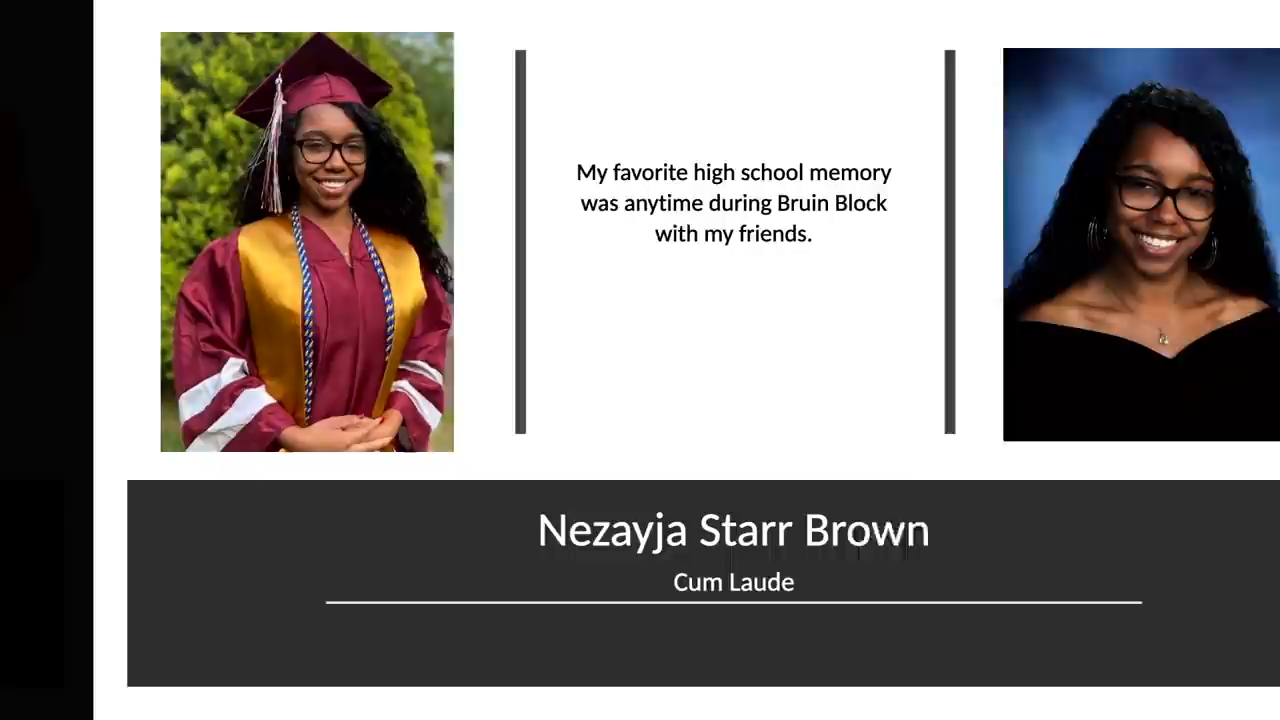 My favorite high school memory
was anytime during Bruin Block
with my friends.
Nezayja Starr Brown
Cum Laude